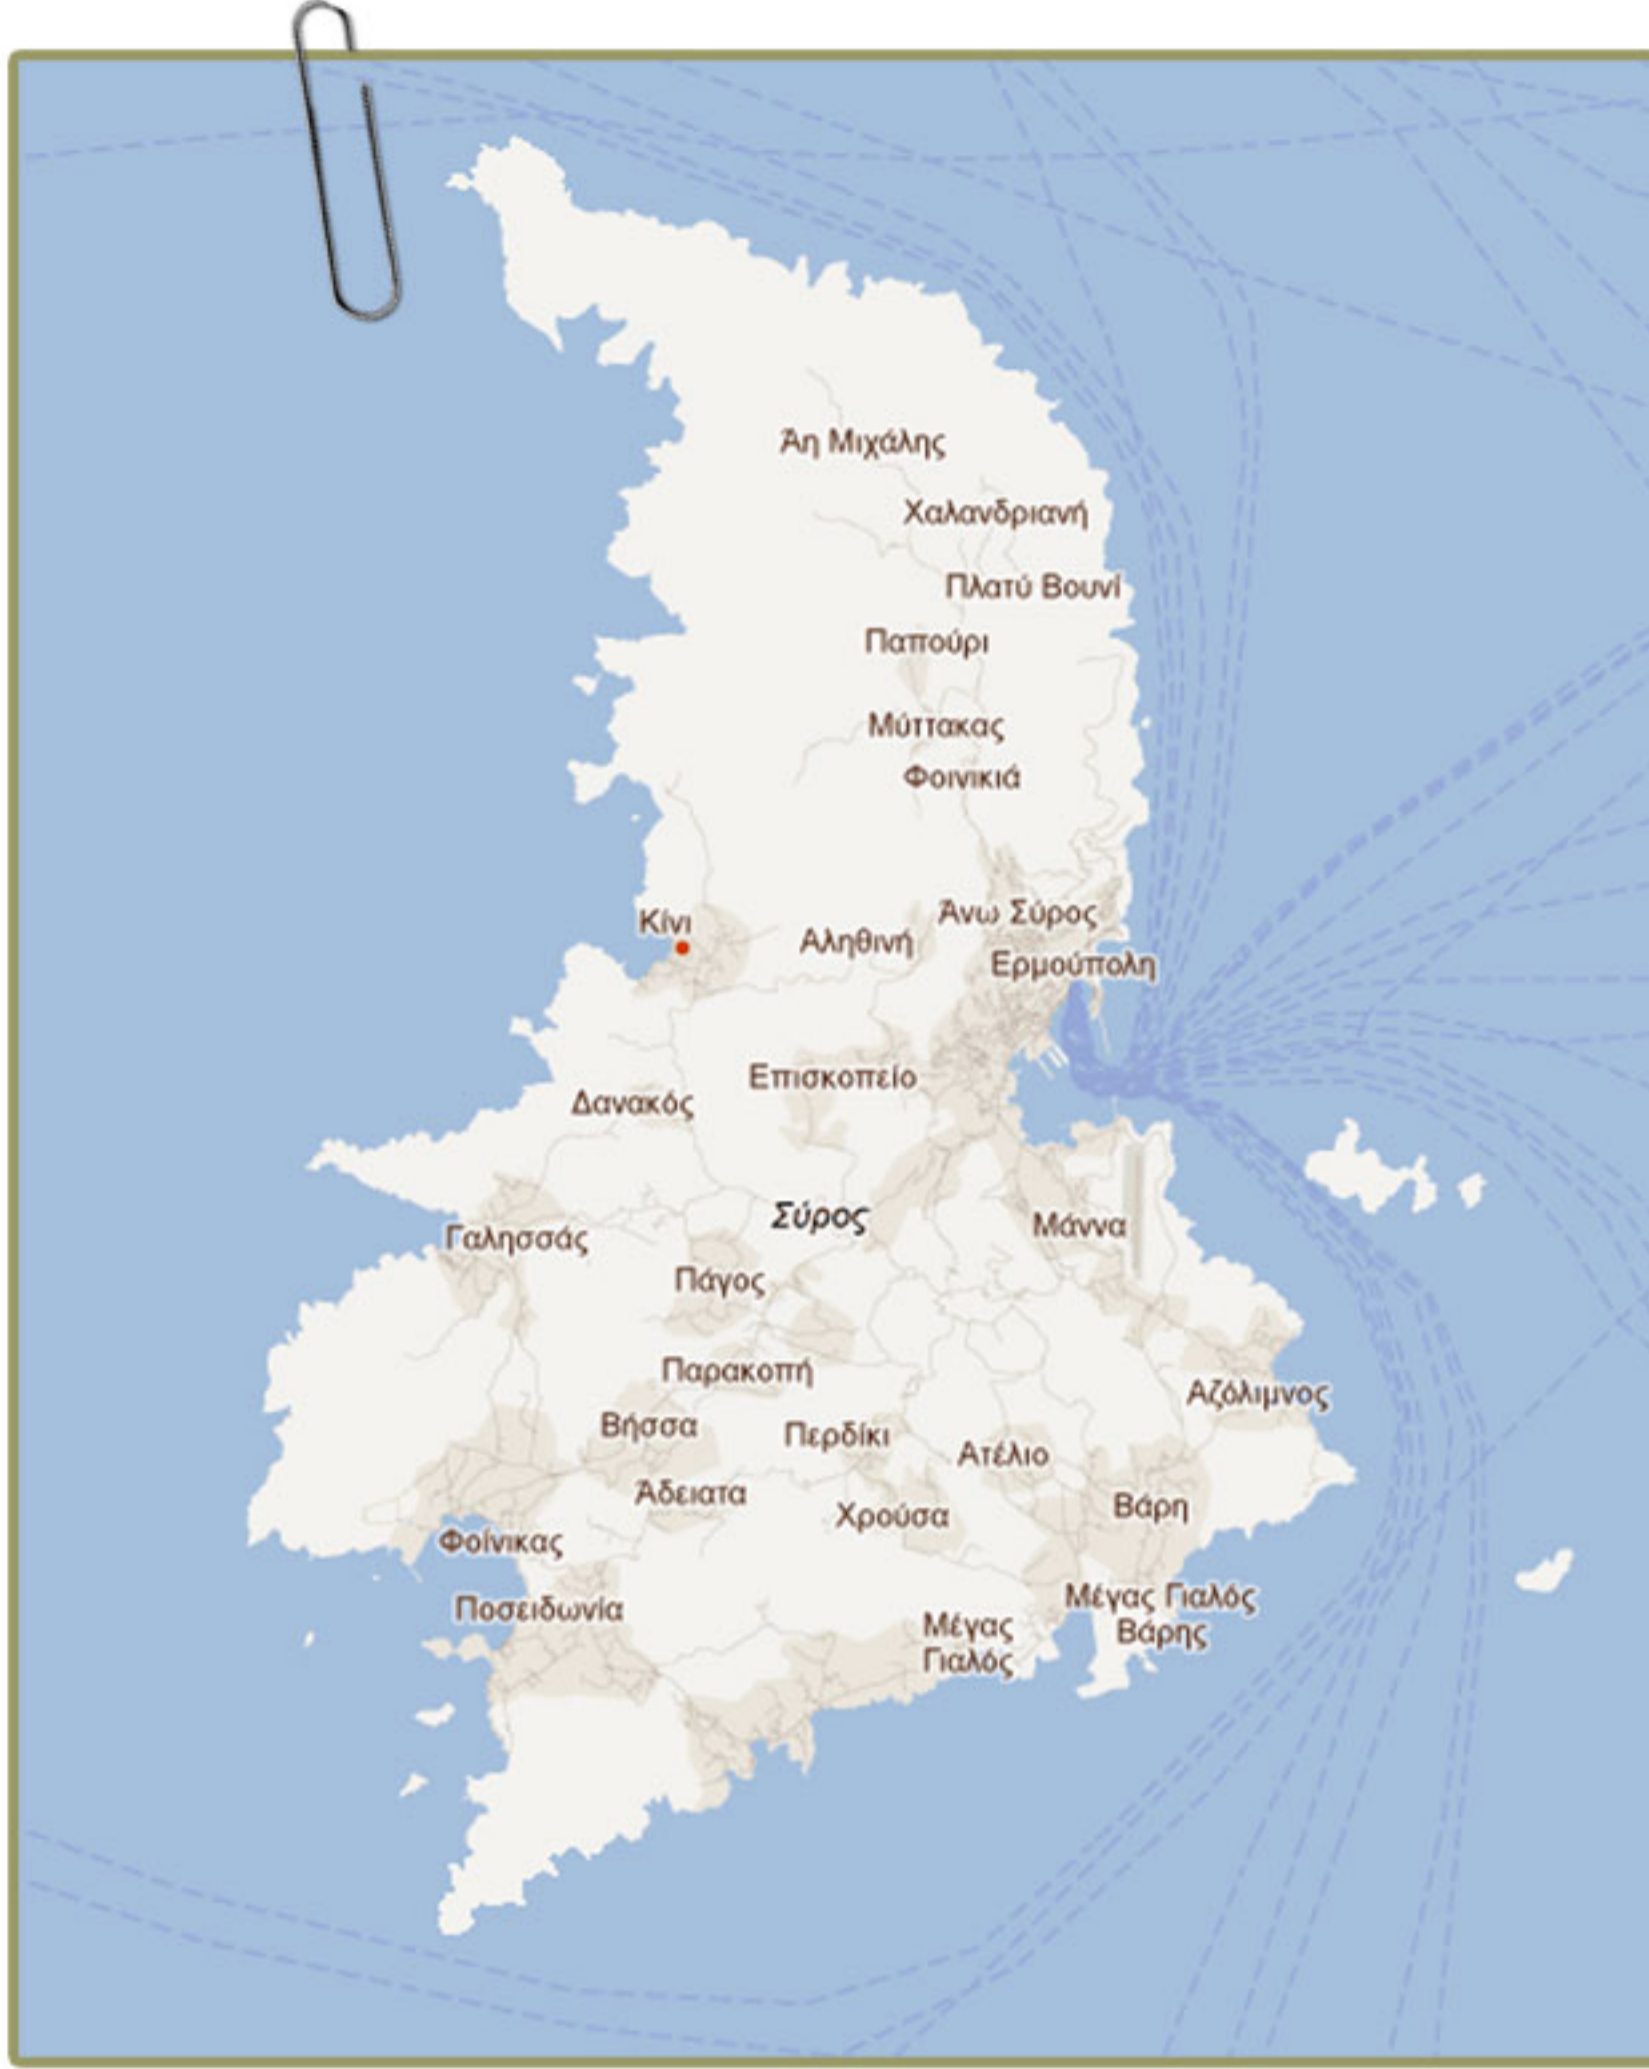 Άη Μιχάλης
Χαλανδριανή
Πλατύ Βουνί
Παπούρι
Μύττακας
Φοινικιά
Κίνι
Άνω Σύρος
Αληθινή
Ερμούπολη
Επισκοπείο
Δανακός
Σύρος
Μάννα
Γαλησσάς
Πάγος
Παρακοπή
Αζόλιμνος
Βήσσα
Περδίκι
Ατέλιο
Άδειατα
Βάρη
Χρούσα
Φοίνικας
Ποσειδωνία
Μέγας Γιαλός
Βάρης
Μέγας
Γιαλός